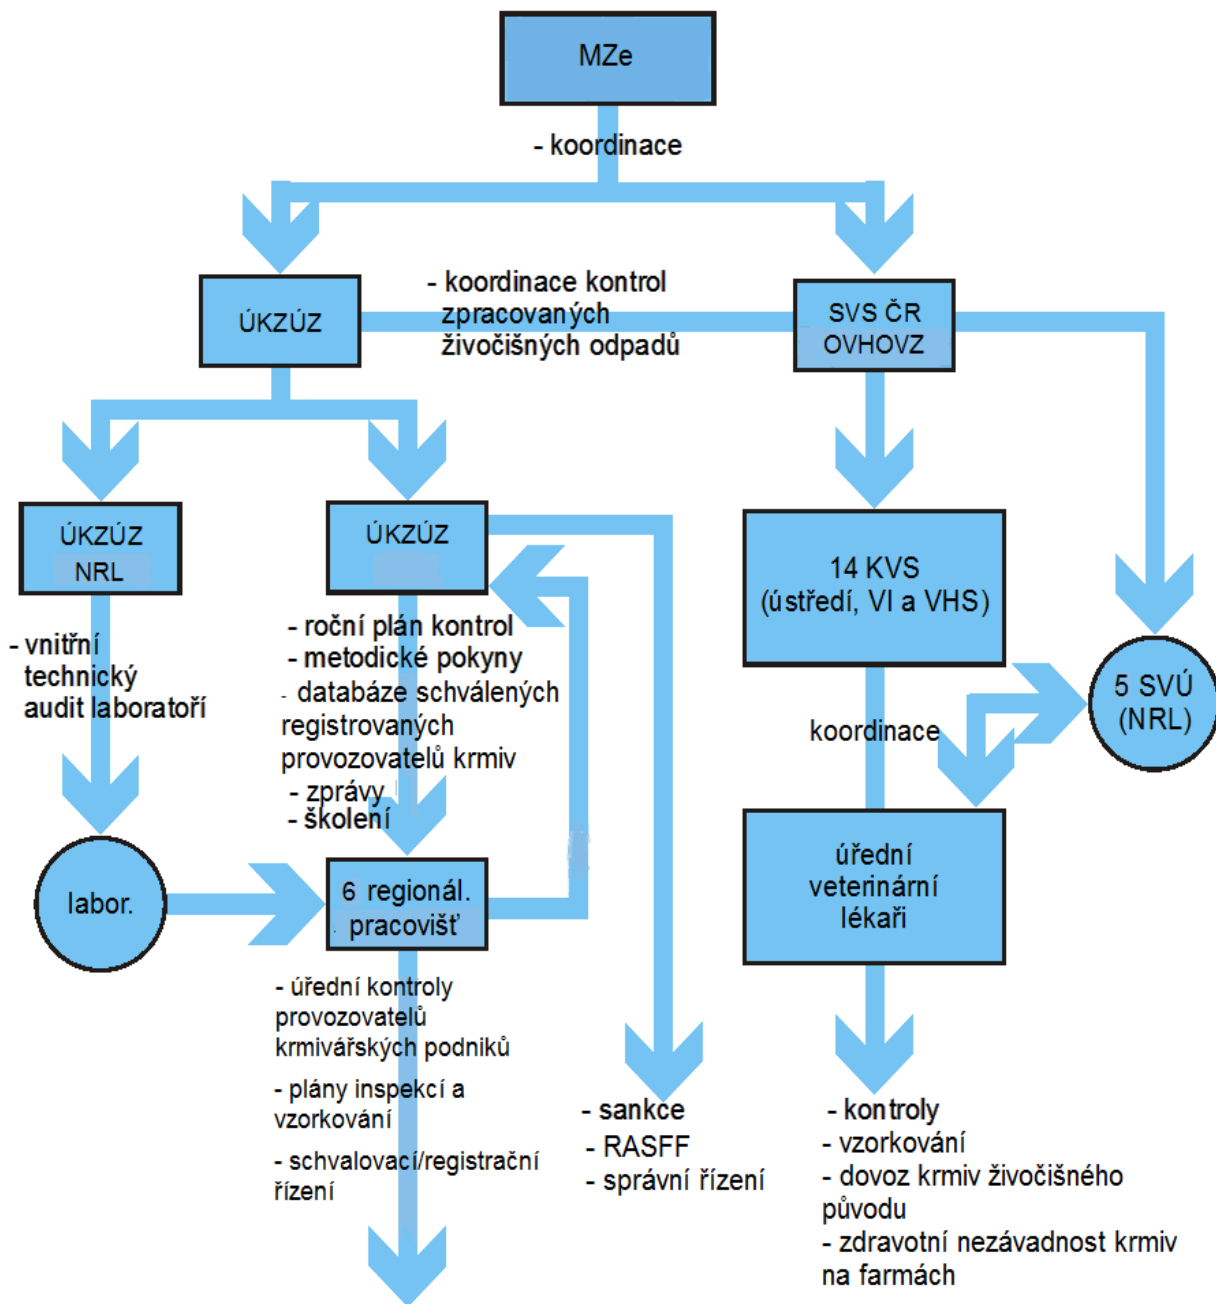 MZe
- koordinace
- koordinace kontrol
zpracovaných
živočišných odpadů
ÚKZÚZ
SVS ČR
OVHOVZ
ÚKZÚZ
NRL
ÚKZÚZ
14 KVS
(ústředí, VI a VHS)
- vnitřní
technický
audit laboratoří
- roční plán kontrol
- metodické pokyny
- databáze schválených
registrovaných
provozovatelů krmiv
- zprávy
- školení
koordinace
5 SVÚ
(NRL)
labor.
6 regionál.
pracovišť
úřední
veterinární
lékaři
- úřední kontroly
provozovatelů
krmivářských podniků
- plány inspekcí a
vzorkování
- schvalovací/registrační
řízení
- sankce
- RASFF
- správní řízení
- kontroly
- vzorkování
- dovoz krmiv živočišného
původu
- zdravotní nezávadnost krmiv
na farmách